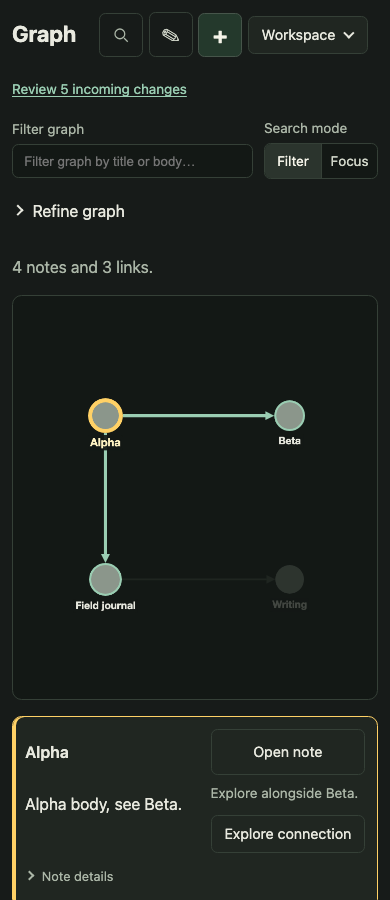 Graph
Workspace
Review 5 incoming changes
Filter graph
Search mode
Filter graph by title or body…
Filter
Focus
Refine graph
4 notes and 3 links.
Alpha
Beta
Field journal
Writing
Alpha
Open note
Explore alongside Beta.
Alpha body, see Beta.
Explore connection
Note details